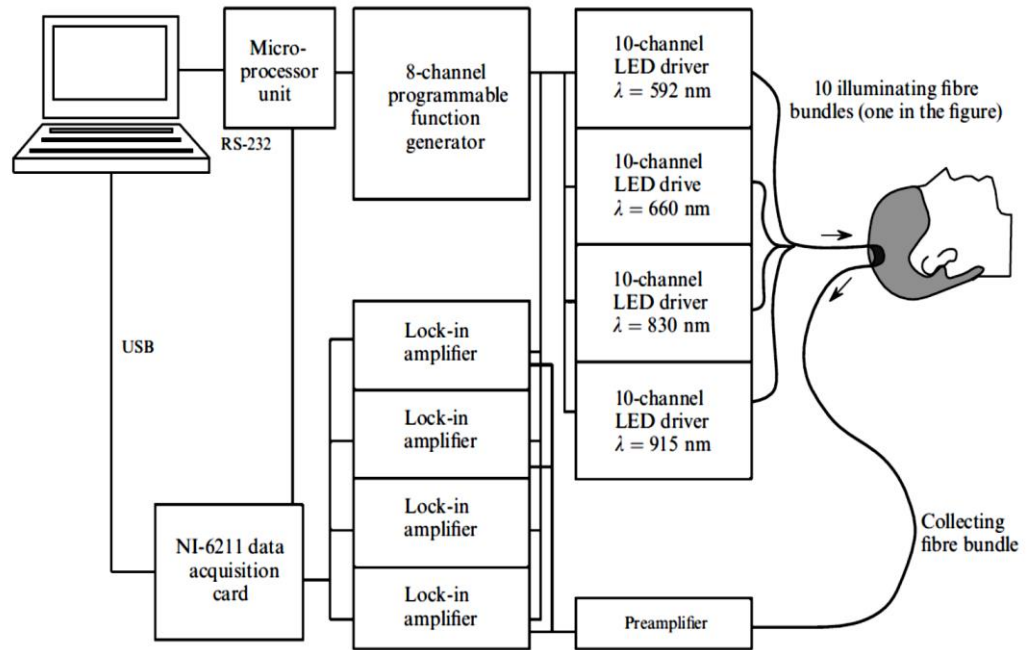 Micro-
processor
unit
RS-232
8-channel
programmable
function
generator
10-channel
LED driver
λ = 592 nm
10-channel
LED drive
λ = 660 nm
10-channel
LED driver
λ = 830 nm
10-channel
LED driver
λ = 915 nm
10 illuminating fibre
bundles (one in the figure)
USB
Lock-in
amplifier
Lock-in
amplifier
Lock-in
amplifier
Lock-in
amplifier
NI-6211 data
acquisition
card
Preamplifier
Collecting
fibre bundle